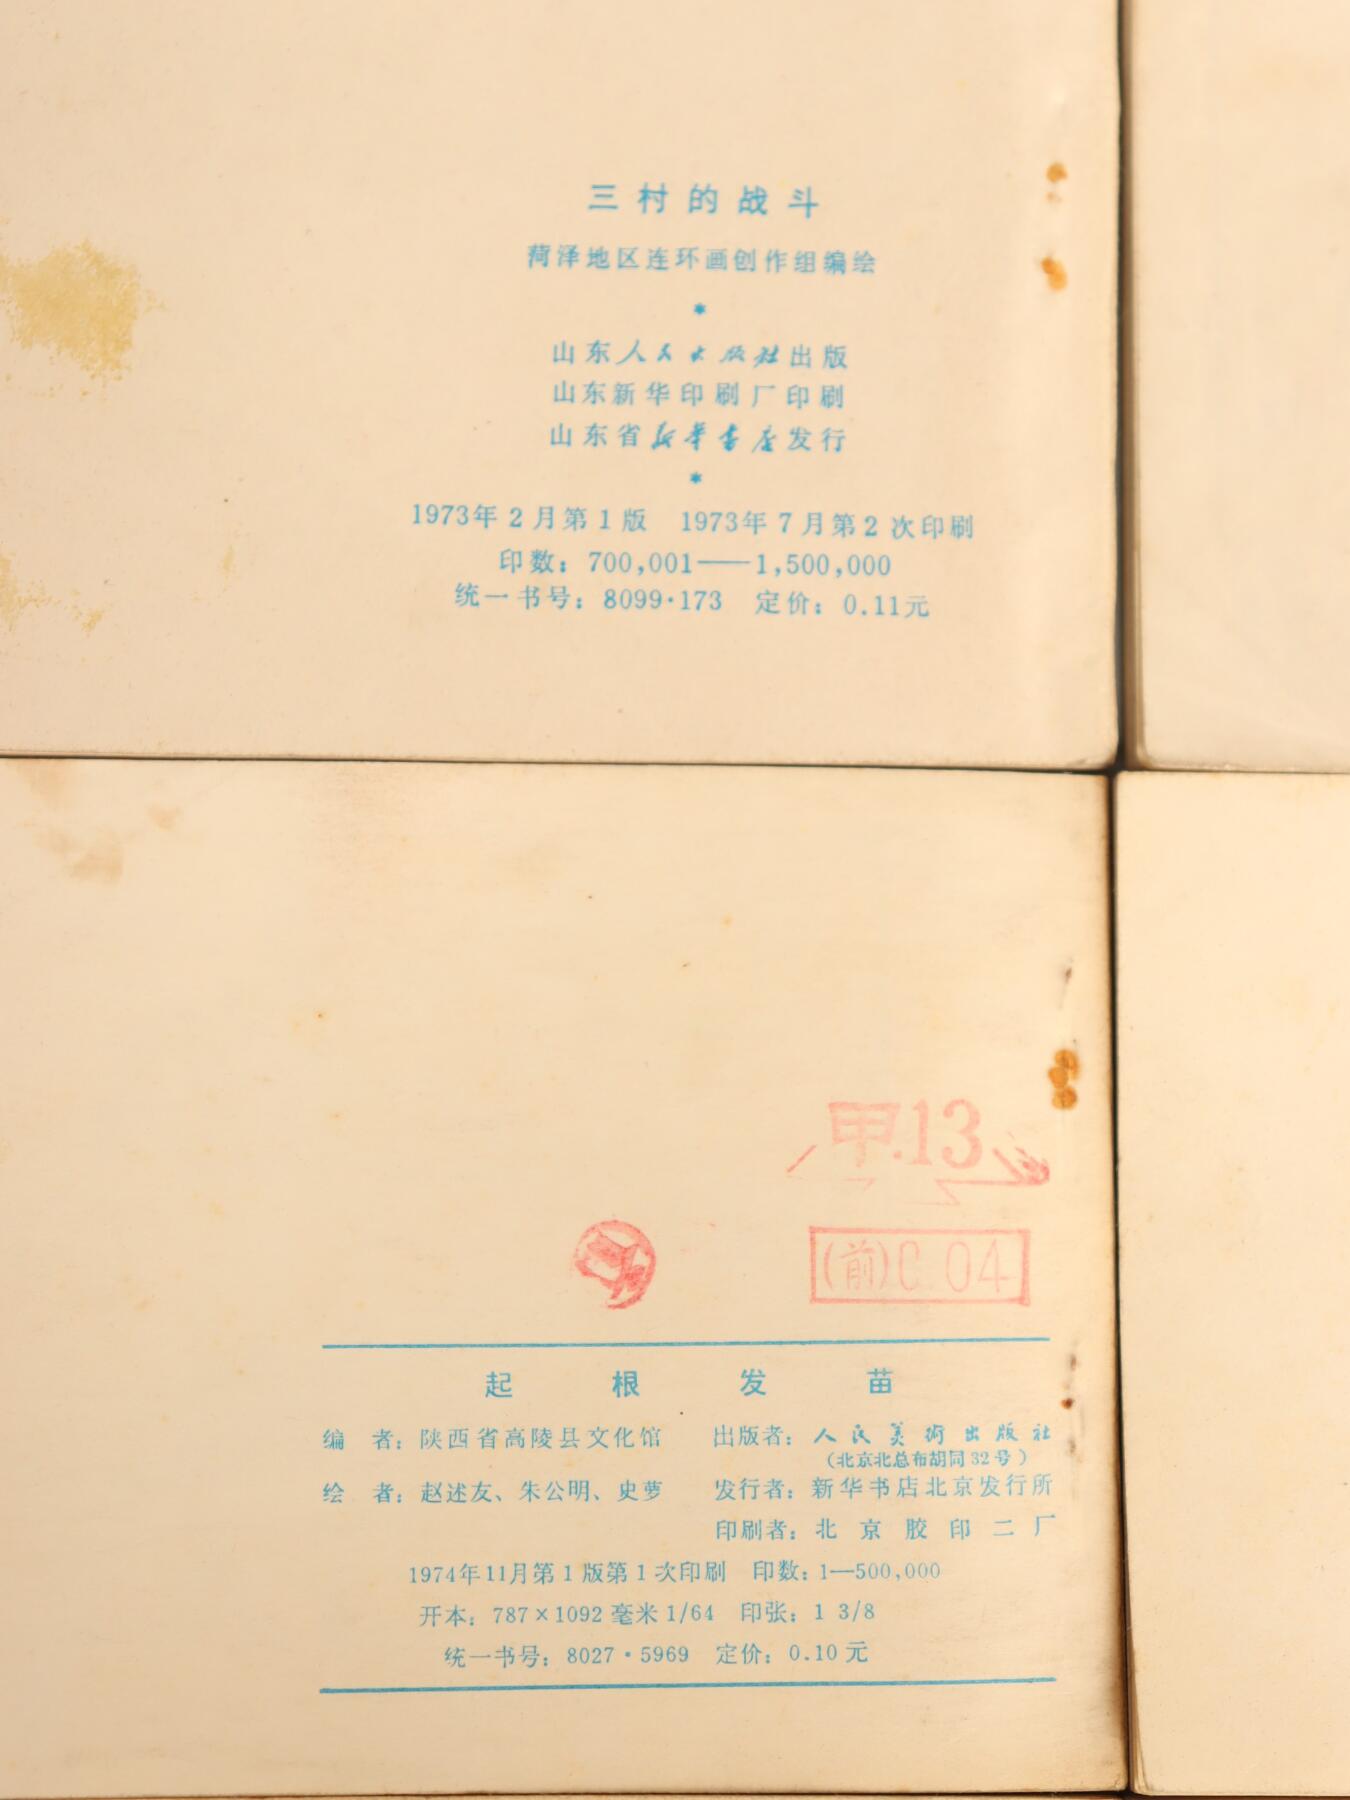 三村的战斗
菏泽地区连环画创作组编绘
*
山东人民出版社出版
山东新华印刷厂印刷
山东省新华书店发行
*
1973年2月第1版 1973年7月第2次印刷
印数：700,001——1,500,000
统一书号：8099·173 定价：0.11元
甲.13
(前)C 04
起根发苗
编者：陕西省高陵县文化馆 出版者：人民美術出版社
（北京北总布胡同32号）
绘者：赵述友、朱公明、史萝 发行者：新华书店北京发行所
印刷者：北京胶印二厂
1974年11月第1版第1次印刷 印数：1—500,000
开本：787×1092毫米1/64 印张：1 3/8
统一书号：8027·5969 定价：0.10元